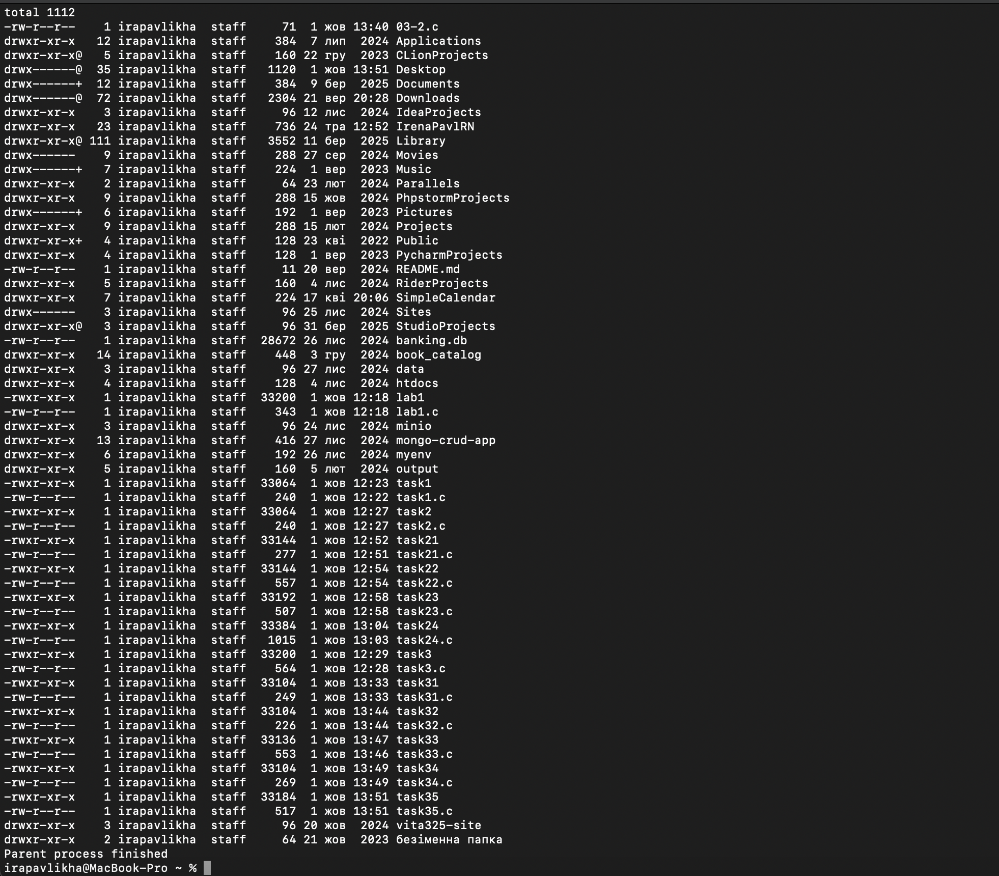 total 1112
-rw-r--r--    1 irapavlikha  staff     71  1 жов 13:40 03-2.c
drwxr-xr-x   12 irapavlikha  staff    384  7 лип  2024 Applications
drwxr-xr-x@   5 irapavlikha  staff    160 22 гру  2023 CLionProjects
drwx------@  35 irapavlikha  staff   1120  1 жов 13:51 Desktop
drwx------+  12 irapavlikha  staff    384  9 бер  2025 Documents
drwx------@  72 irapavlikha  staff   2304 21 вер 20:28 Downloads
drwxr-xr-x    3 irapavlikha  staff     96 12 лис  2024 IdeaProjects
drwxr-xr-x   23 irapavlikha  staff    736 24 тра 12:52 IrenaPavlRN
drwxr-xr-x@ 111 irapavlikha  staff   3552 11 бер  2025 Library
drwx------    9 irapavlikha  staff    288 27 сер  2024 Movies
drwx------+   7 irapavlikha  staff    224  1 вер  2023 Music
drwxr-xr-x    2 irapavlikha  staff     64 23 лют  2024 Parallels
drwxr-xr-x    9 irapavlikha  staff    288 15 жов  2024 PhpstormProjects
drwx------+   6 irapavlikha  staff    192  1 вер  2023 Pictures
drwxr-xr-x    9 irapavlikha  staff    288 15 лют  2024 Projects
drwxr-xr-x+   4 irapavlikha  staff    128 23 кві  2022 Public
drwxr-xr-x    4 irapavlikha  staff    128  1 вер  2023 PycharmProjects
-rw-r--r--    1 irapavlikha  staff     11 20 вер  2024 README.md
drwxr-xr-x    5 irapavlikha  staff    160  4 лис  2024 RiderProjects
drwxr-xr-x    7 irapavlikha  staff    224 17 кві 20:06 SimpleCalendar
drwx------    3 irapavlikha  staff     96 25 лис  2024 Sites
drwxr-xr-x@   3 irapavlikha  staff     96 31 бер  2025 StudioProjects
-rw-r--r--    1 irapavlikha  staff  28672 26 лис  2024 banking.db
drwxr-xr-x   14 irapavlikha  staff    448  3 гру  2024 book_catalog
drwxr-xr-x    3 irapavlikha  staff     96 27 лис  2024 data
drwxr-xr-x    4 irapavlikha  staff    128  4 лис  2024 htdocs
-rwxr-xr-x    1 irapavlikha  staff  33200  1 жов 12:18 lab1
-rw-r--r--    1 irapavlikha  staff    343  1 жов 12:18 lab1.c
drwxr-xr-x    3 irapavlikha  staff     96 24 лис  2024 minio
drwxr-xr-x   13 irapavlikha  staff    416 27 лис  2024 mongo-crud-app
drwxr-xr-x    6 irapavlikha  staff    192 26 лис  2024 myenv
drwxr-xr-x    5 irapavlikha  staff    160  5 лют  2024 output
-rwxr-xr-x    1 irapavlikha  staff  33064  1 жов 12:23 task1
-rw-r--r--    1 irapavlikha  staff    240  1 жов 12:22 task1.c
-rwxr-xr-x    1 irapavlikha  staff  33064  1 жов 12:27 task2
-rw-r--r--    1 irapavlikha  staff    240  1 жов 12:27 task2.c
-rwxr-xr-x    1 irapavlikha  staff  33144  1 жов 12:52 task21
-rw-r--r--    1 irapavlikha  staff    277  1 жов 12:51 task21.c
-rwxr-xr-x    1 irapavlikha  staff  33144  1 жов 12:54 task22
-rw-r--r--    1 irapavlikha  staff    557  1 жов 12:54 task22.c
-rwxr-xr-x    1 irapavlikha  staff  33192  1 жов 12:58 task23
-rw-r--r--    1 irapavlikha  staff    507  1 жов 12:58 task23.c
-rwxr-xr-x    1 irapavlikha  staff  33384  1 жов 13:04 task24
-rw-r--r--    1 irapavlikha  staff   1015  1 жов 13:03 task24.c
-rwxr-xr-x    1 irapavlikha  staff  33200  1 жов 12:29 task3
-rw-r--r--    1 irapavlikha  staff    564  1 жов 12:28 task3.c
-rwxr-xr-x    1 irapavlikha  staff  33104  1 жов 13:33 task31
-rw-r--r--    1 irapavlikha  staff    249  1 жов 13:33 task31.c
-rwxr-xr-x    1 irapavlikha  staff  33104  1 жов 13:44 task32
-rw-r--r--    1 irapavlikha  staff    226  1 жов 13:44 task32.c
-rwxr-xr-x    1 irapavlikha  staff  33136  1 жов 13:47 task33
-rw-r--r--    1 irapavlikha  staff    553  1 жов 13:46 task33.c
-rwxr-xr-x    1 irapavlikha  staff  33104  1 жов 13:49 task34
-rw-r--r--    1 irapavlikha  staff    269  1 жов 13:49 task34.c
-rwxr-xr-x    1 irapavlikha  staff  33184  1 жов 13:51 task35
-rw-r--r--    1 irapavlikha  staff    517  1 жов 13:51 task35.c
drwxr-xr-x    3 irapavlikha  staff     96 20 жов  2024 vita325-site
drwxr-xr-x    2 irapavlikha  staff     64 21 жов  2023 безіменна папка
Parent process finished
irapavlikha@MacBook-Pro ~ %